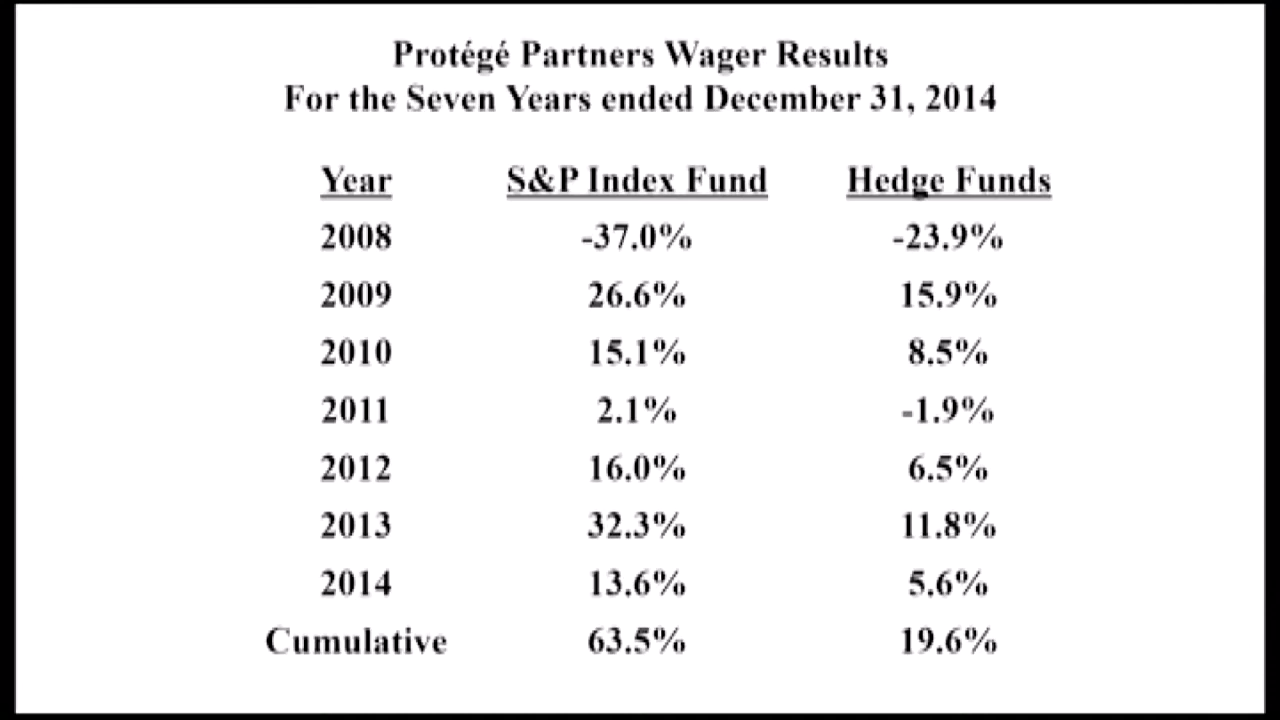 Protégé Partners Wager Results
For the Seven Years ended December 31, 2014
Year S&P Index Fund Hedge Funds
2008 -37.0% -23.9%
2009 26.6% 15.9%
2010 15.1% 8.5%
2011 2.1% -1.9%
2012 16.0% 6.5%
2013 32.3% 11.8%
2014 13.6% 5.6%
Cumulative 63.5% 19.6%